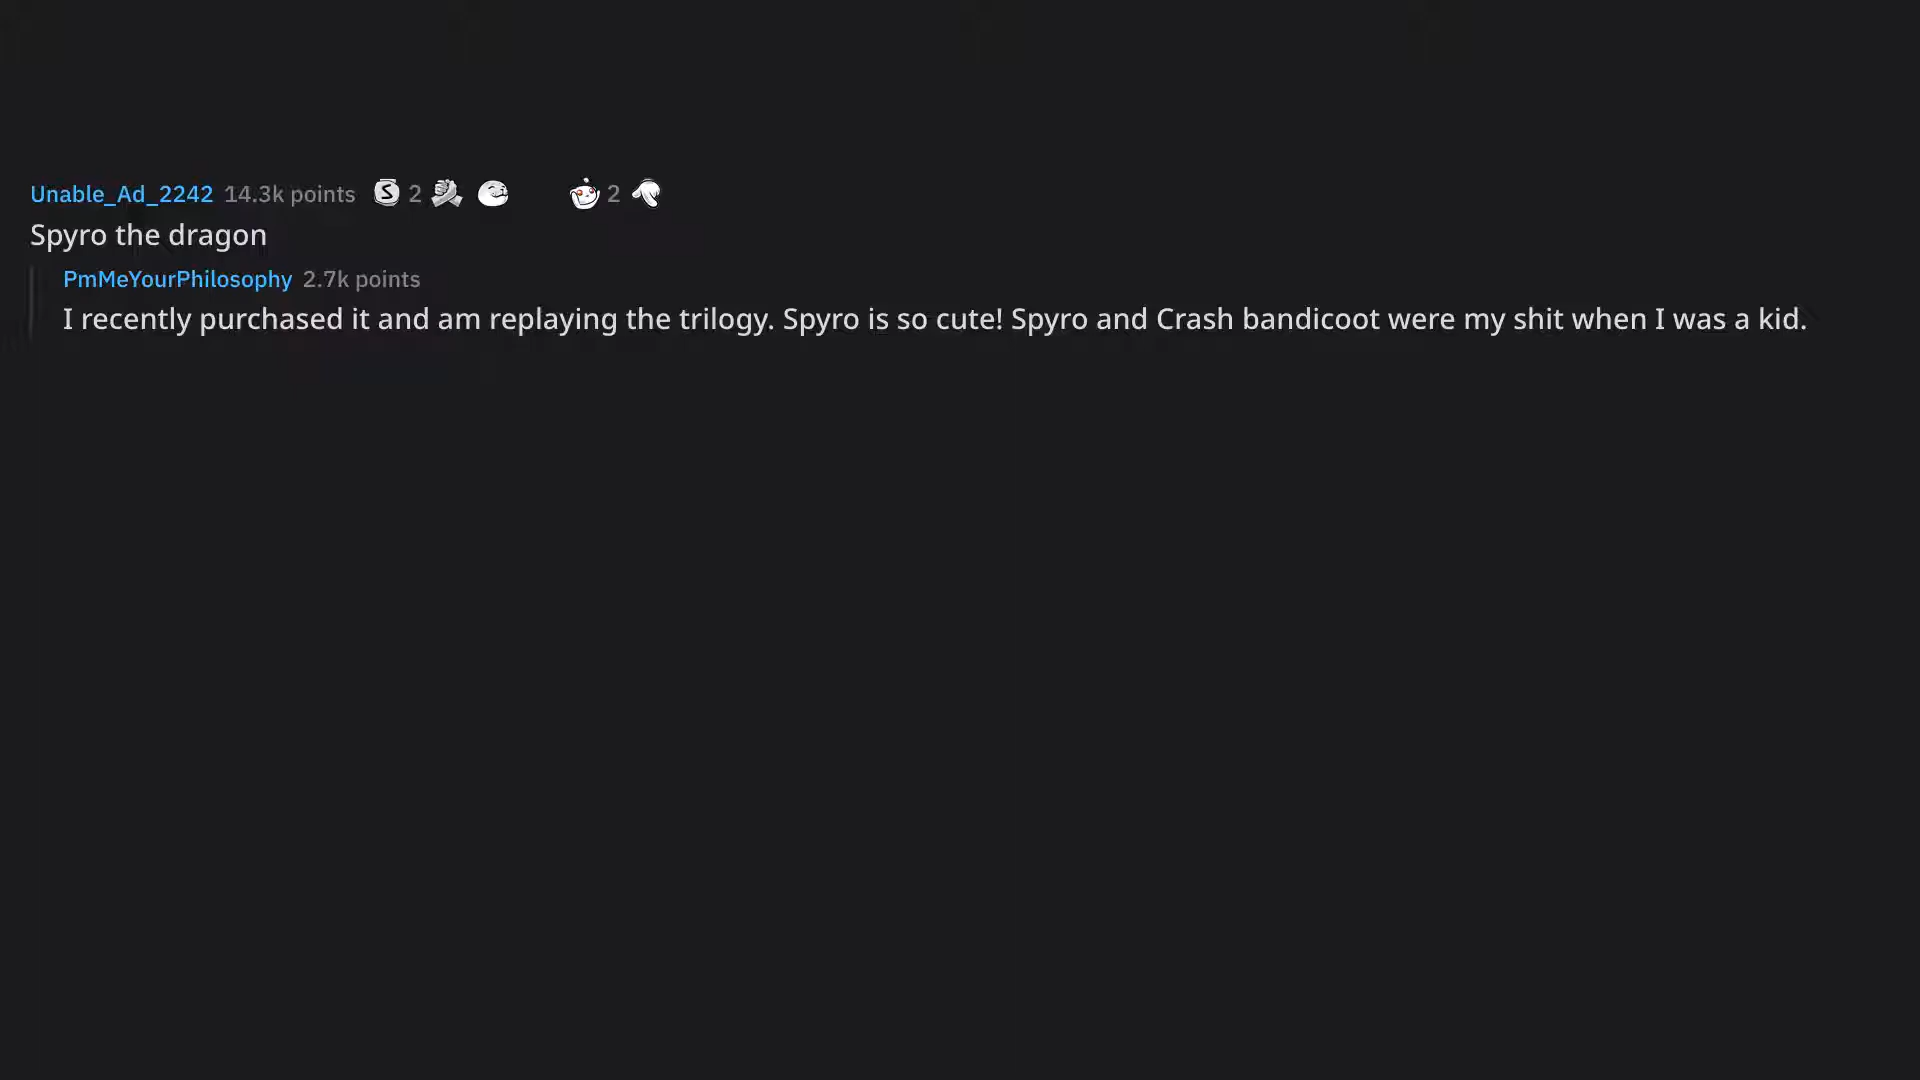 Unable_Ad_2242 14.3k points S 2 2
Spyro the dragon
PmMeYourPhilosophy 2.7k points
I recently purchased it and am replaying the trilogy. Spyro is so cute! Spyro and Crash bandicoot were my shit when I was a kid.